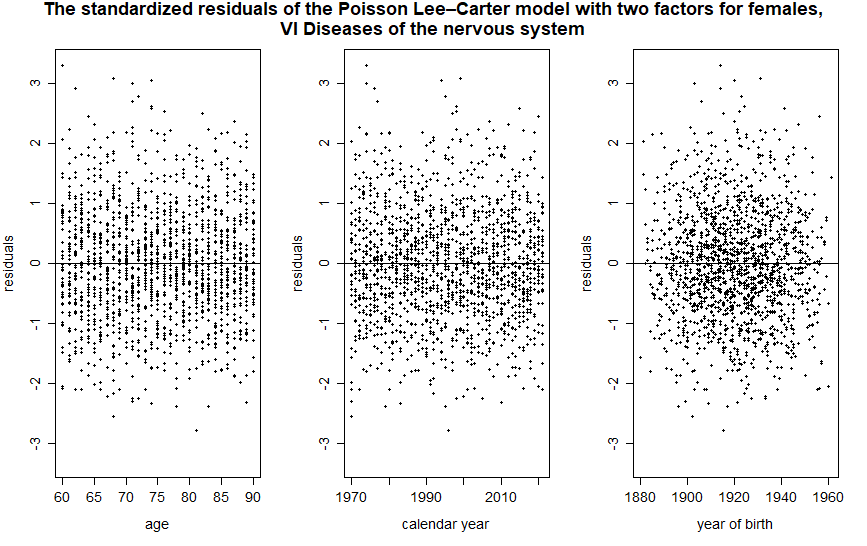 The standardized residuals of the Poisson Lee–Carter model with two factors for females,
VI Diseases of the nervous system
residuals
3
2
1
0
-1
-2
-3
60 65 70 75 80 85 90
age
residuals
3
2
1
0
-1
-2
-3
1970 1990 2010
calendar year
residuals
3
2
1
0
-1
-2
-3
1880 1900 1920 1940 1960
year of birth